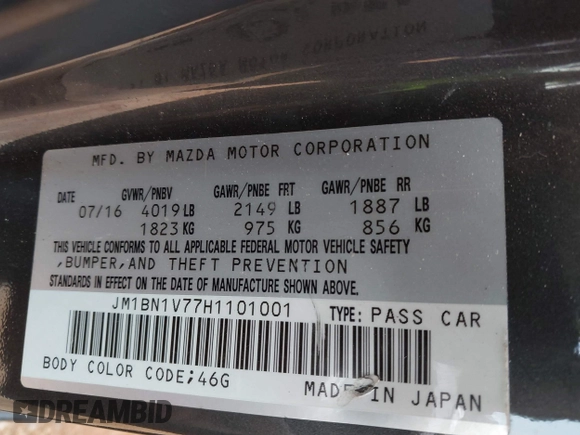 MFD. BY MAZDA MOTOR CORPORATION
DATE GVWR/PNBV GAWR/PNBE FRT GAWR/PNBE RR
07/16 4019 LB 2149 LB 1887 LB
1823 KG 975 KG 856 KG
THIS VEHICLE CONFORMS TO ALL APPLICABLE FEDERAL MOTOR VEHICLE SAFETY
,BUMPER,AND THEFT PREVENTION
STANDARDS IN EFFECT ON THE DATE OF MANUFACTURE SHOWN ABOVE.
JM1BN1V77H1101001 TYPE: PASS CAR
BODY COLOR CODE;46G MADE IN JAPAN
DREAMBID